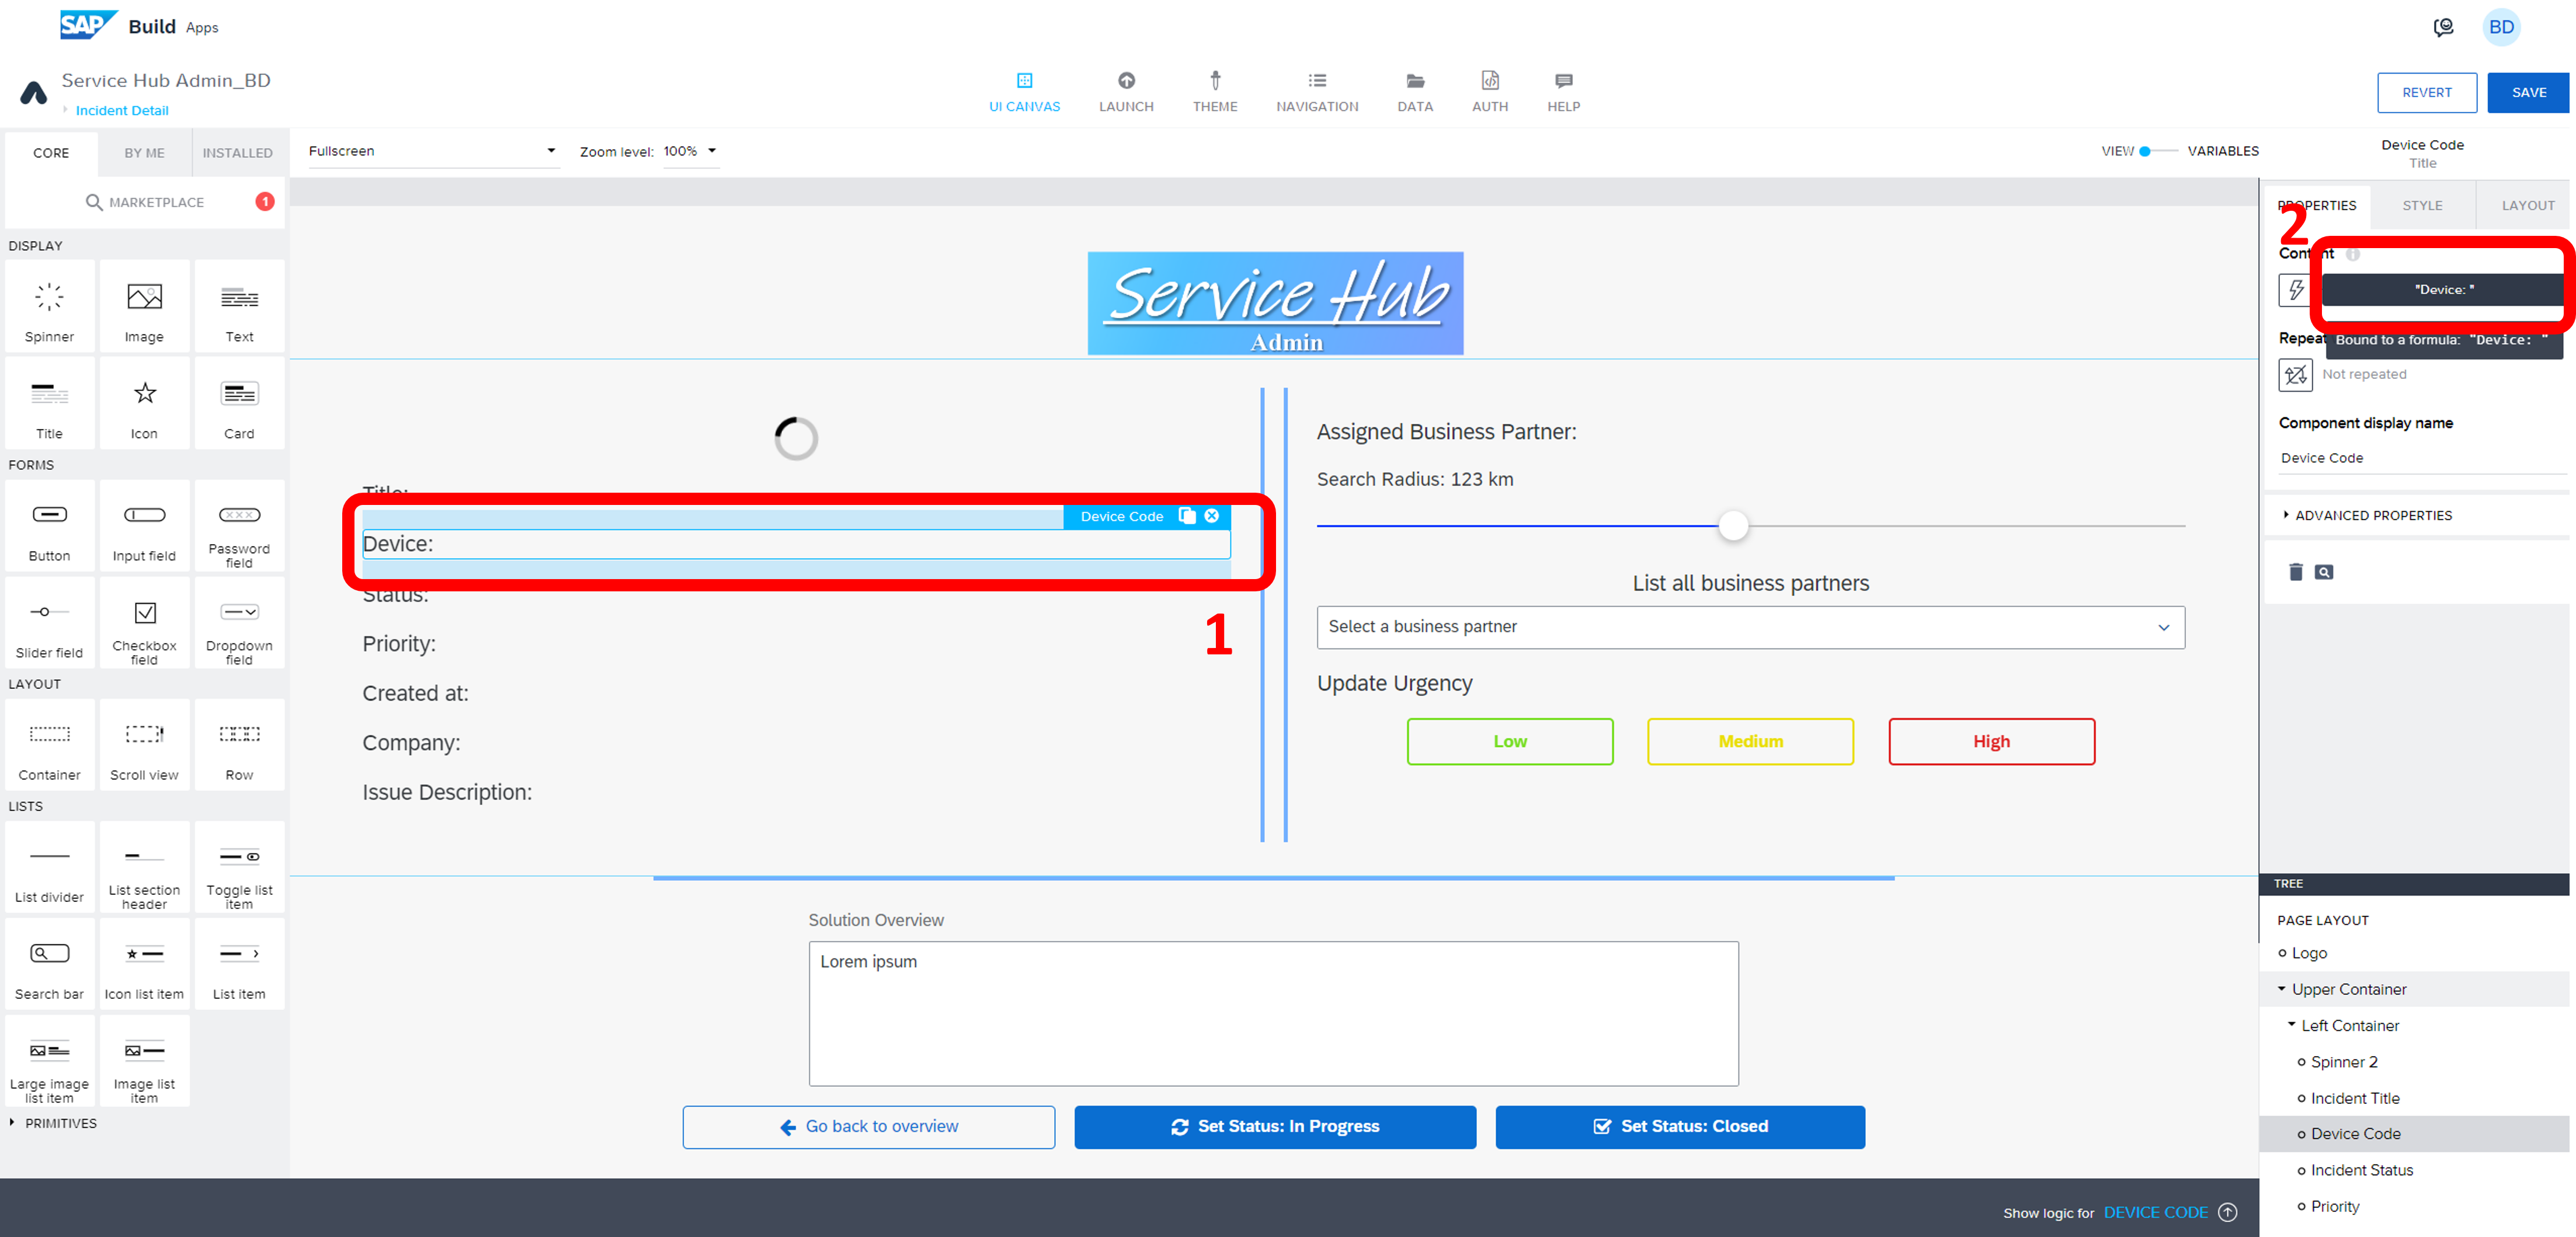 SAP Build Apps
BD
Service Hub Admin_BD
Incident Detail
UI CANVAS
LAUNCH
THEME
NAVIGATION
DATA
AUTH
HELP
REVERT
SAVE
CORE
BY ME
INSTALLED
MARKETPLACE
1
Fullscreen
Zoom level: 100%
VIEW
VARIABLES
Device Code
Title
DISPLAY
Spinner
Image
Text
Title
Icon
Card
FORMS
Button
Input field
Password
field
Slider field
Checkbox
field
Dropdown
field
LAYOUT
Container
Scroll view
Row
LISTS
List divider
List section
header
Toggle list
item
Search bar
Icon list item
List item
Large image
list item
Image list
item
PRIMITIVES
Service Hub
Admin
Title:
Device Code
Device:
1
Status:
Priority:
Created at:
Company:
Issue Description:
Assigned Business Partner:
Search Radius: 123 km
List all business partners
Select a business partner
Update Urgency
Low
Medium
High
Solution Overview
Lorem ipsum
Go back to overview
Set Status: In Progress
Set Status: Closed
Show logic for DEVICE CODE
PROPERTIES
STYLE
LAYOUT
2
Content
"Device: "
Repeat
Bound to a formula: "Device: "
Not repeated
Component display name
Device Code
ADVANCED PROPERTIES
TREE
PAGE LAYOUT
Logo
Upper Container
Left Container
Spinner 2
Incident Title
Device Code
Incident Status
Priority